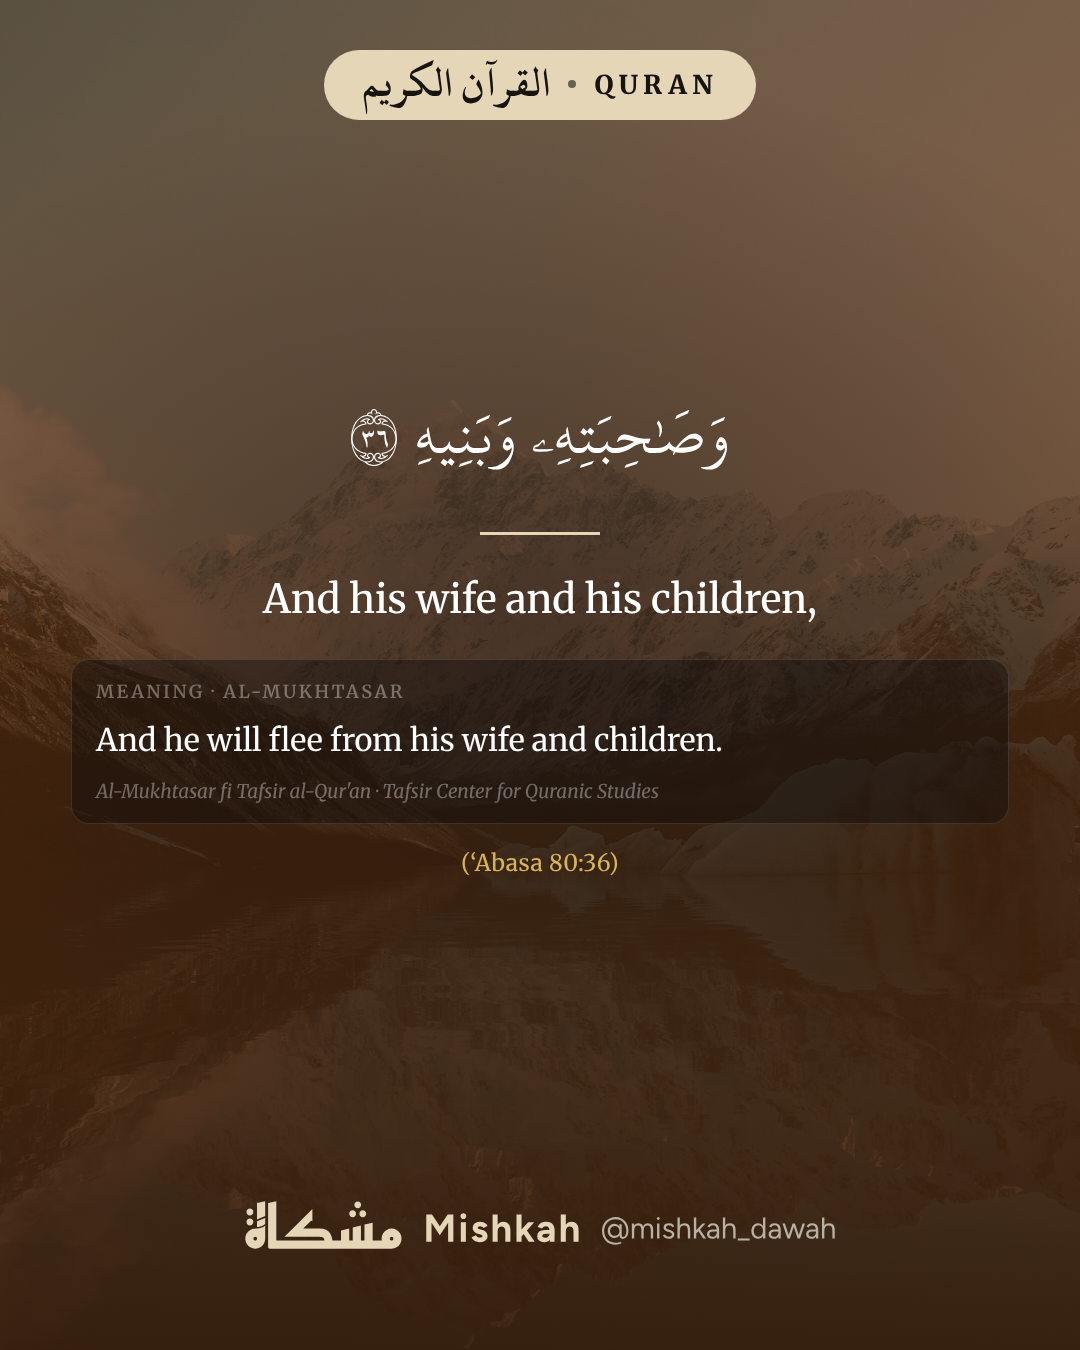 القرآن الكريم • QURAN
وَصَـٰحِبَتِهِۦ وَبَنِيهِ ٣٦
And his wife and his children,
MEANING · AL-MUKHTASAR
And he will flee from his wife and children.
Al-Mukhtasar fi Tafsir al-Qur'an · Tafsir Center for Quranic Studies
(‘Abasa 80:36)
مشكاة Mishkah @mishkah_dawah